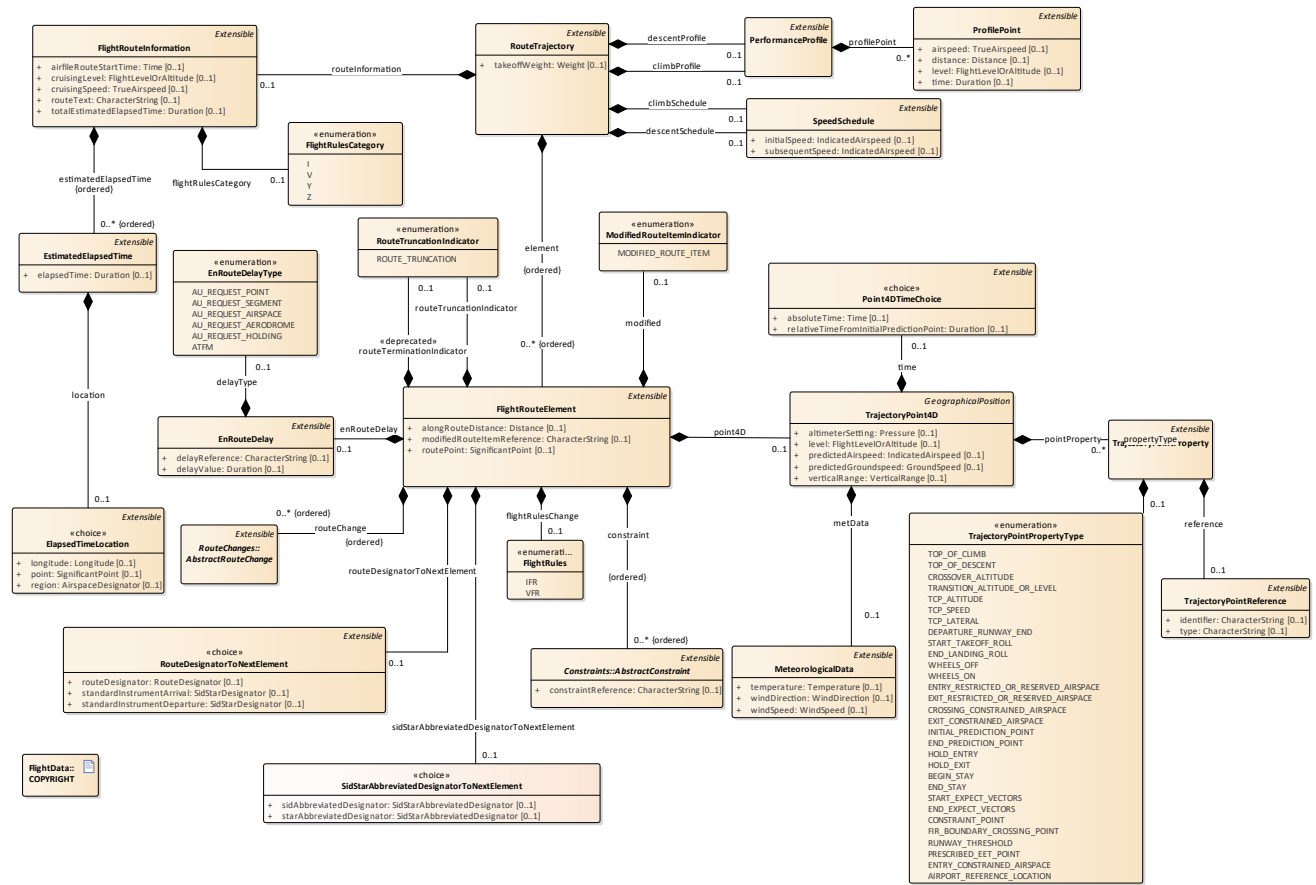 Extensible
FlightRouteInformation
+ airfileRouteStartTime: Time [0..1]
+ cruisingLevel: FlightLevelOrAltitude [0..1]
+ cruisingSpeed: TrueAirspeed [0..1]
+ routeText: CharacterString [0..1]
+ totalEstimatedElapsedTime: Duration [0..1]
routeInformation
0..1
Extensible
RouteTrajectory
+ takeoffWeight: Weight [0..1]
descentProfile
0..1
climbProfile
0..1
Extensible
PerformanceProfile
profilePoint
0..*
Extensible
ProfilePoint
+ airspeed: TrueAirspeed [0..1]
+ distance: Distance [0..1]
+ level: FlightLevelOrAltitude [0..1]
+ time: Duration [0..1]
climbSchedule
0..1
descentSchedule
0..1
Extensible
SpeedSchedule
+ initialSpeed: IndicatedAirspeed [0..1]
+ subsequentSpeed: IndicatedAirspeed [0..1]
«enumeration»
FlightRulesCategory
I
V
Y
Z
flightRulesCategory
0..1
estimatedElapsedTime
{ordered}
0..* {ordered}
Extensible
EstimatedElapsedTime
+ elapsedTime: Duration [0..1]
location
0..1
«enumeration»
EnRouteDelayType
AU_REQUEST_POINT
AU_REQUEST_SEGMENT
AU_REQUEST_AIRSPACE
AU_REQUEST_AERODROME
AU_REQUEST_HOLDING
ATFM
0..1
delayType
«enumeration»
RouteTruncationIndicator
ROUTE_TRUNCATION
0..1
0..1
routeTruncationIndicator
«deprecated»
routeTerminationIndicator
element
{ordered}
0..* {ordered}
«enumeration»
ModifiedRouteItemIndicator
MODIFIED_ROUTE_ITEM
0..1
modified
Extensible
«choice»
Point4DTimeChoice
+ absoluteTime: Time [0..1]
+ relativeTimeFromInitialPredictionPoint: Duration [0..1]
0..1
time
Extensible
EnRouteDelay
+ delayReference: CharacterString [0..1]
+ delayValue: Duration [0..1]
enRouteDelay
0..1
Extensible
FlightRouteElement
+ alongRouteDistance: Distance [0..1]
+ modifiedRouteItemReference: CharacterString [0..1]
+ routePoint: SignificantPoint [0..1]
point4D
0..1
GeographicalPosition
TrajectoryPoint4D
+ altimeterSetting: Pressure [0..1]
+ level: FlightLevelOrAltitude [0..1]
+ predictedAirspeed: IndicatedAirspeed [0..1]
+ predictedGroundspeed: GroundSpeed [0..1]
+ verticalRange: VerticalRange [0..1]
pointProperty
0..*
Extensible
propertyType
0..1
reference
0..1
Extensible
«choice»
ElapsedTimeLocation
+ longitude: Longitude [0..1]
+ point: SignificantPoint [0..1]
+ region: AirspaceDesignator [0..1]
0..* {ordered}
routeChange
{ordered}
Extensible
RouteChanges::
AbstractRouteChange
routeDesignatorToNextElement
0..1
flightRulesChange
0..1
«enumerati...
FlightRules
IFR
VFR
constraint
{ordered}
0..* {ordered}
metData
0..1
«enumeration»
TrajectoryPointPropertyType
TOP_OF_CLIMB
TOP_OF_DESCENT
CROSSOVER_ALTITUDE
TRANSITION_ALTITUDE_OR_LEVEL
TCP_ALTITUDE
TCP_SPEED
TCP_LATERAL
DEPARTURE_RUNWAY_END
START_TAKEOFF_ROLL
END_LANDING_ROLL
WHEELS_OFF
WHEELS_ON
ENTRY_RESTRICTED_OR_RESERVED_AIRSPACE
EXIT_RESTRICTED_OR_RESERVED_AIRSPACE
CROSSING_CONSTRAINED_AIRSPACE
EXIT_CONSTRAINED_AIRSPACE
INITIAL_PREDICTION_POINT
END_PREDICTION_POINT
HOLD_ENTRY
HOLD_EXIT
BEGIN_STAY
END_STAY
START_EXPECT_VECTORS
END_EXPECT_VECTORS
CONSTRAINT_POINT
FIR_BOUNDARY_CROSSING_POINT
RUNWAY_THRESHOLD
PRESCRIBED_EET_POINT
ENTRY_CONSTRAINED_AIRSPACE
AIRPORT_REFERENCE_LOCATION
Extensible
TrajectoryPointReference
+ identifier: CharacterString [0..1]
+ type: CharacterString [0..1]
Extensible
«choice»
RouteDesignatorToNextElement
+ routeDesignator: RouteDesignator [0..1]
+ standardInstrumentArrival: SidStarDesignator [0..1]
+ standardInstrumentDeparture: SidStarDesignator [0..1]
Extensible
Constraints::AbstractConstraint
+ constraintReference: CharacterString [0..1]
Extensible
MeteorologicalData
+ temperature: Temperature [0..1]
+ windDirection: WindDirection [0..1]
+ windSpeed: WindSpeed [0..1]
sidStarAbbreviatedDesignatorToNextElement
0..1
FlightData::
COPYRIGHT
«choice»
SidStarAbbreviatedDesignatorToNextElement
+ sidAbbreviatedDesignator: SidStarAbbreviatedDesignator [0..1]
+ starAbbreviatedDesignator: SidStarAbbreviatedDesignator [0..1]